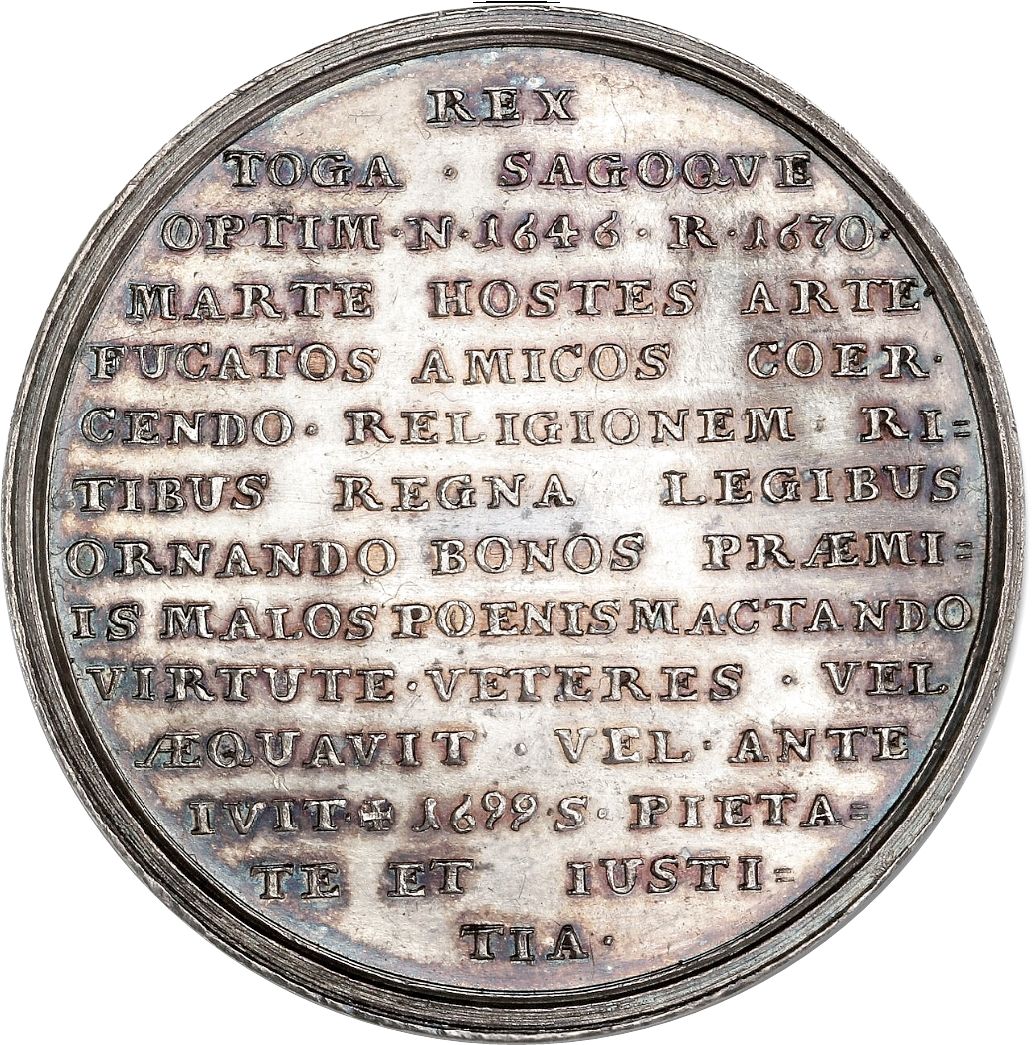 REX
TOGA · SAGOQVE
OPTIM·N·1646·R·1670·
MARTE HOSTES ARTE·
FUCATOS AMICOS COER·
CENDO· RELIGIONEM · RI=
TIBUS REGNA LEGIBUS
ORNANDO BONOS PRÆMI=
IS MALOS POENIS MACTANDO
VIRTUTE·VETERES · VEL
ÆQUAVIT · VEL· ANTE
IVIT·✠ 1699·S· PIETA=
TE ET IUSTI=
TIA·